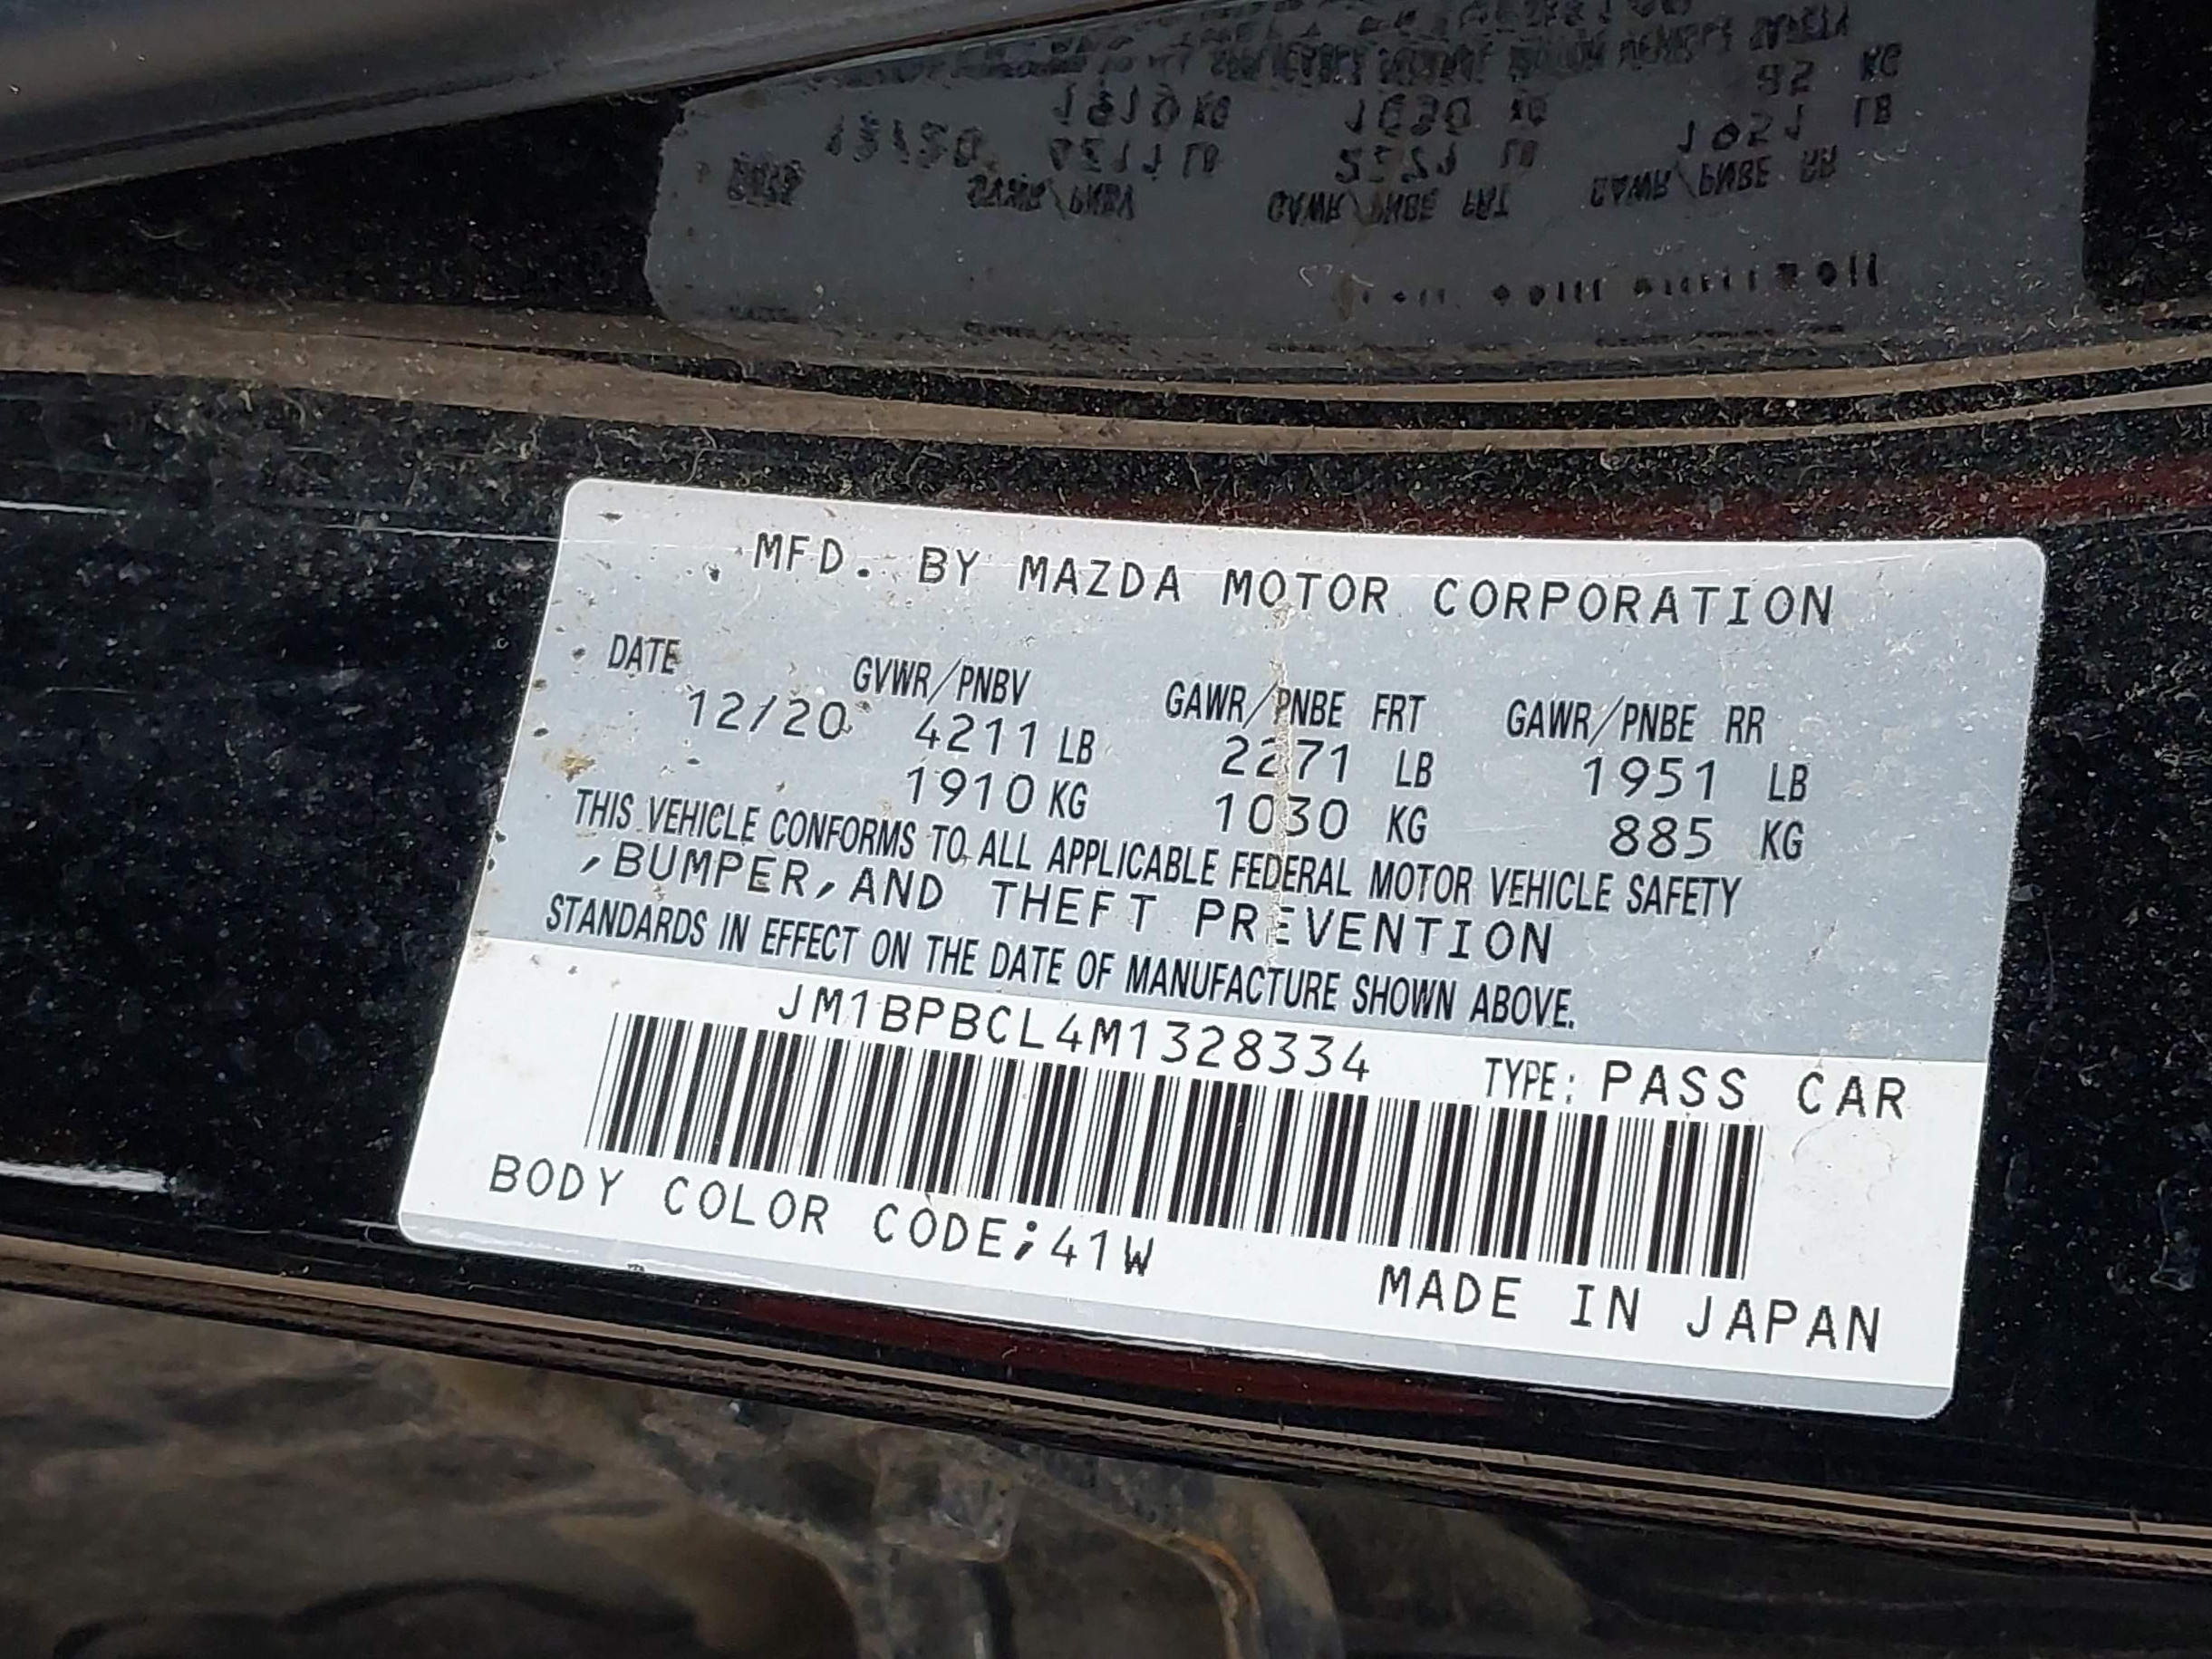 MFD. BY MAZDA MOTOR CORPORATION
DATE GVWR/PNBV GAWR/PNBE FRT GAWR/PNBE RR
12/20 4211 LB 2271 LB 1951 LB
1910 KG 1030 KG 885 KG
THIS VEHICLE CONFORMS TO ALL APPLICABLE FEDERAL MOTOR VEHICLE SAFETY
,BUMPER,AND THEFT PREVENTION
STANDARDS IN EFFECT ON THE DATE OF MANUFACTURE SHOWN ABOVE.
JM1BPBCL4M1328334 TYPE: PASS CAR
BODY COLOR CODE;41W
MADE IN JAPAN